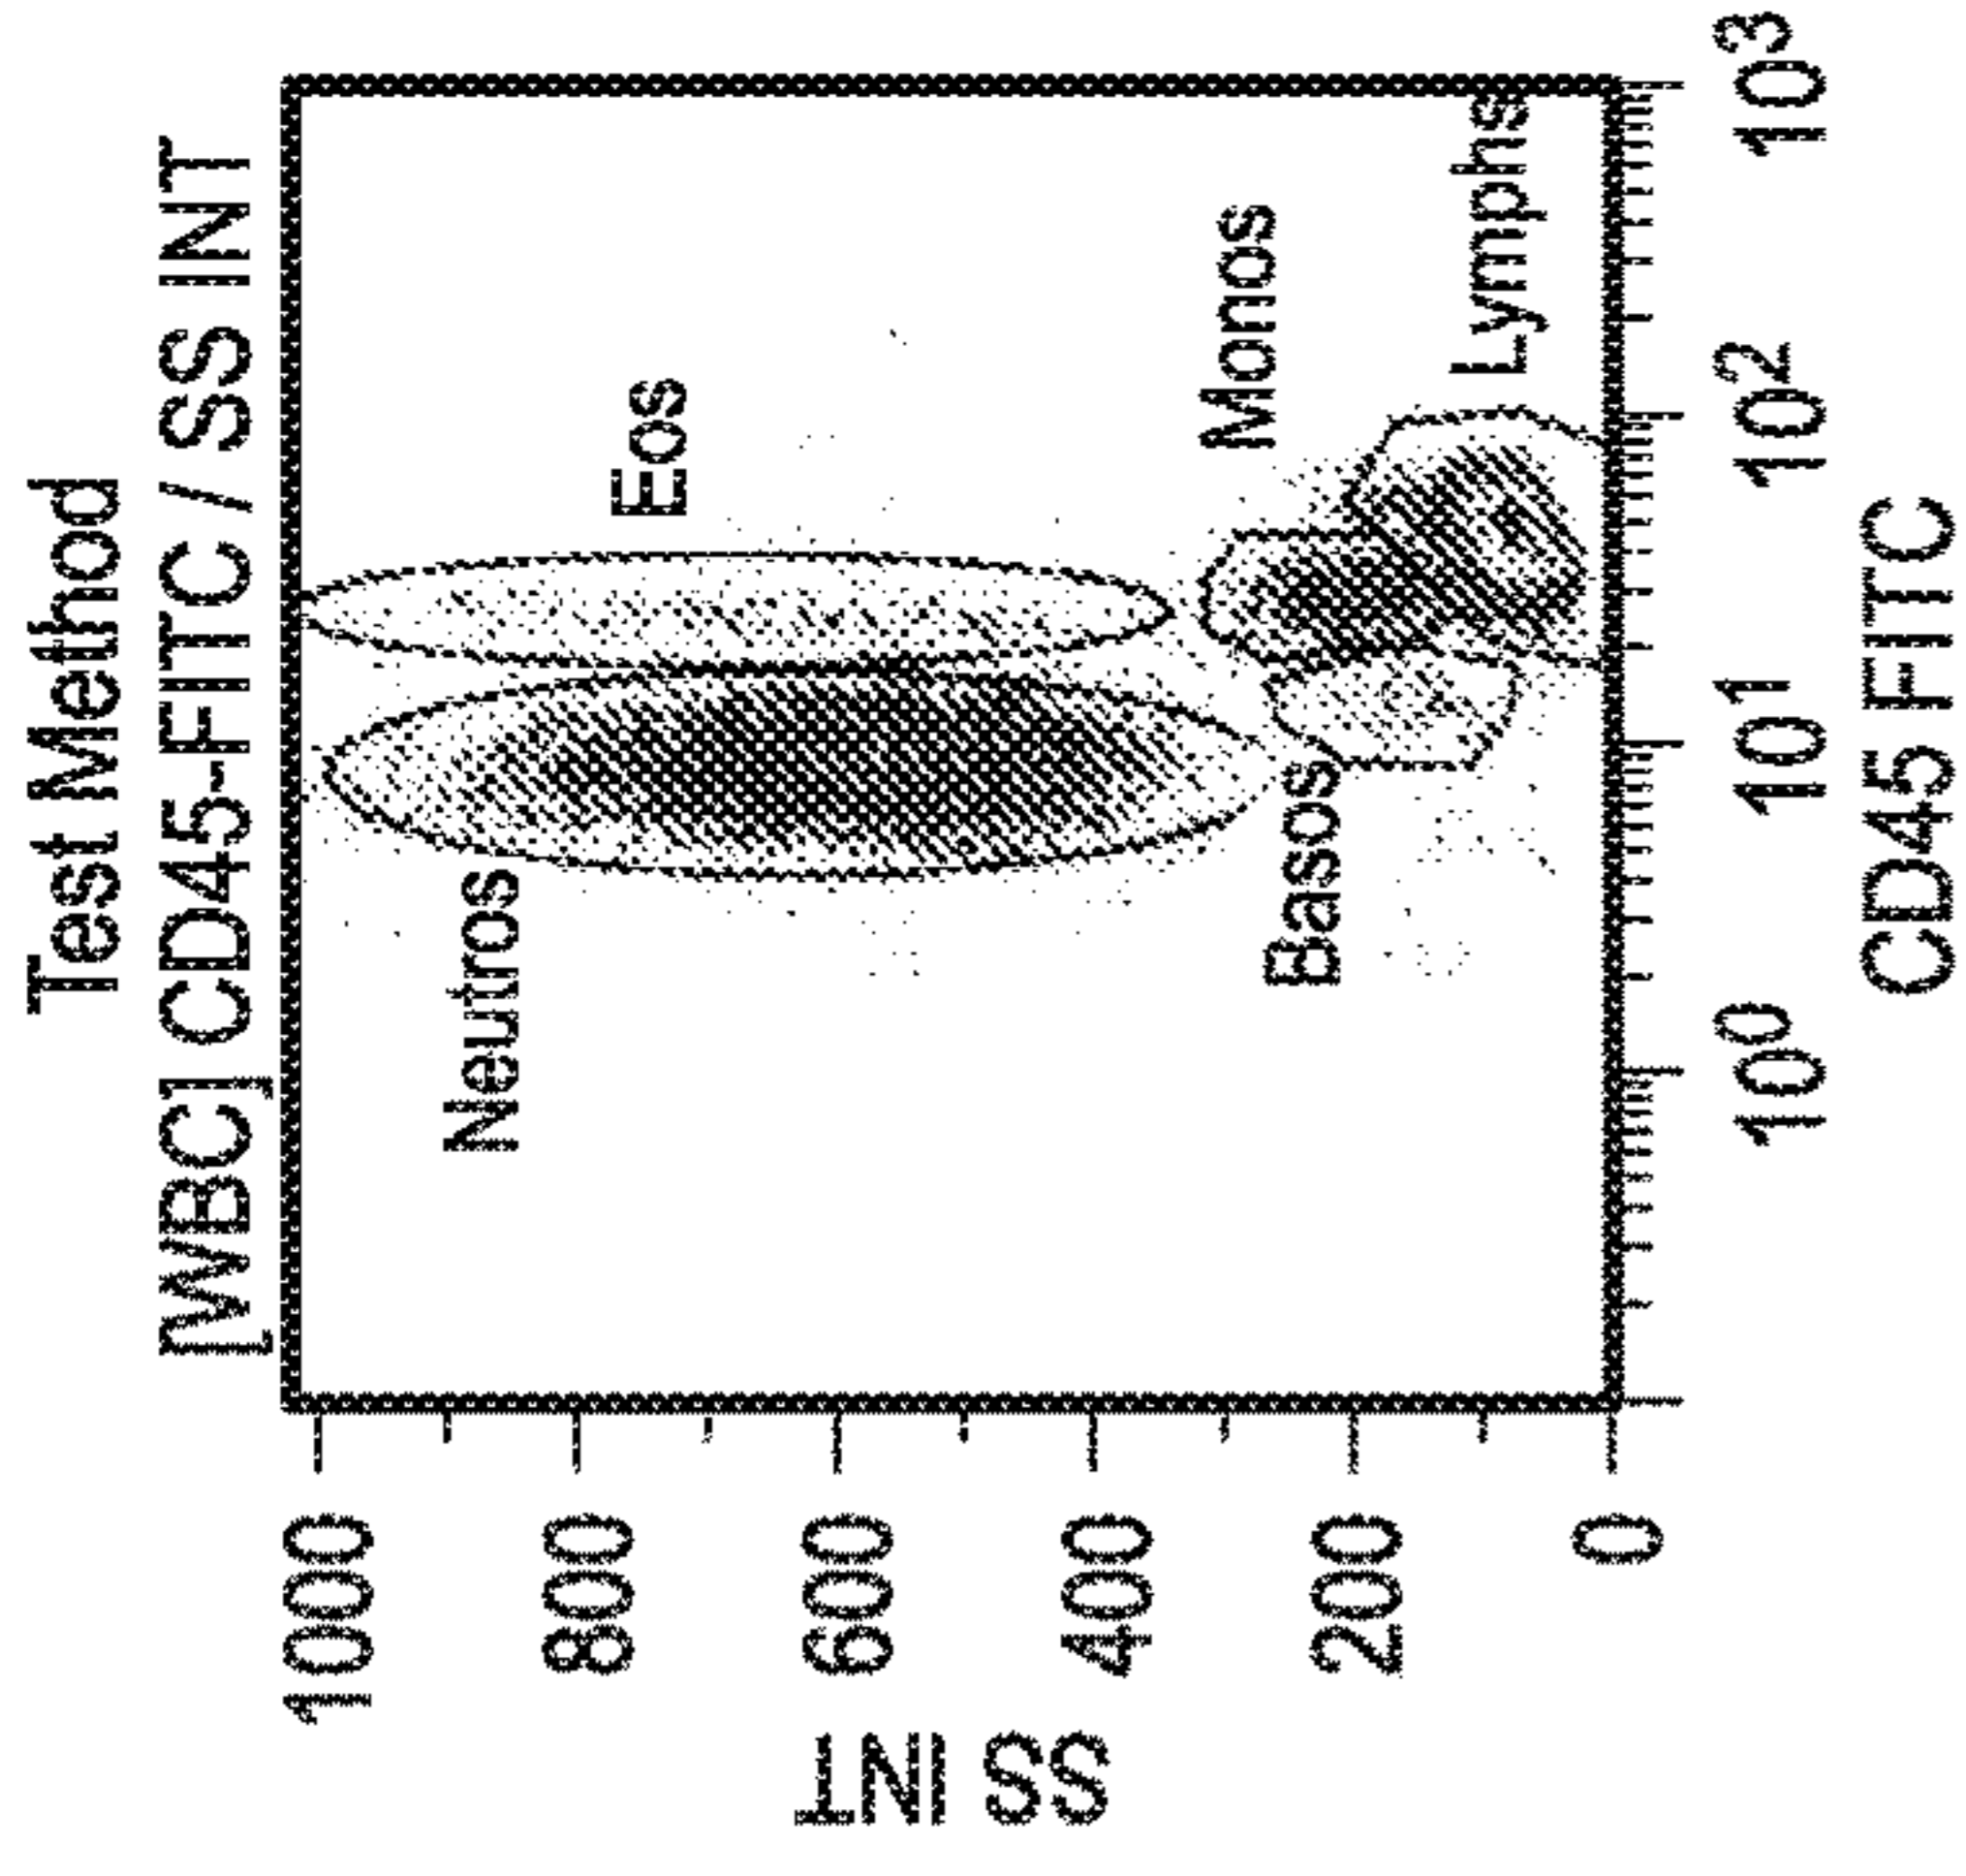 Test Method
[WBC] CD45-FITC / SS INT
SS INT
1000
800
600
400
200
0
Neutros
Eos
Basos
Monos
Lymphs
10⁰
10¹
10²
10³
CD45 FITC